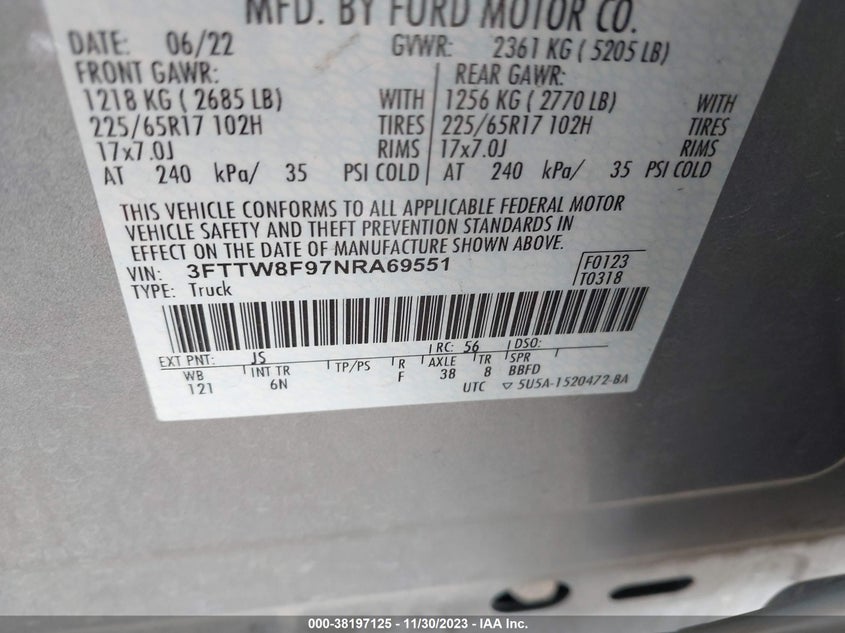 MFD. BY FORD MOTOR CO.
DATE: 06/22 GVWR: 2361 KG ( 5205 LB)
FRONT GAWR: REAR GAWR:
1218 KG ( 2685 LB) WITH 1256 KG ( 2770 LB) WITH
225/65R17 102H TIRES 225/65R17 102H TIRES
17x7.0J RIMS 17x7.0J RIMS
AT 240 kPa/ 35 PSI COLD AT 240 kPa/ 35 PSI COLD
THIS VEHICLE CONFORMS TO ALL APPLICABLE FEDERAL MOTOR
VEHICLE SAFETY AND THEFT PREVENTION STANDARDS IN
EFFECT ON THE DATE OF MANUFACTURE SHOWN ABOVE.
VIN: 3FTTW8F97NRA69551 F0123
TYPE: Truck T0318
EXT PNT: JS RC: 56 DSO:
WB INT TR TP/PS R AXLE TR SPR
121 6N F 38 8 BBFD
UTC ▽ 5U5A-1520472-BA
000-38197125 - 11/30/2023 - IAA Inc.